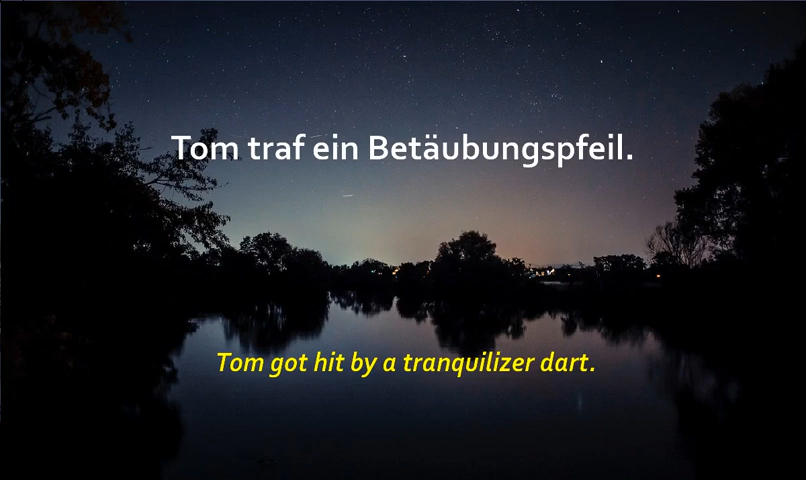 Tom traf ein Betäubungspfeil.
Tom got hit by a tranquilizer dart.